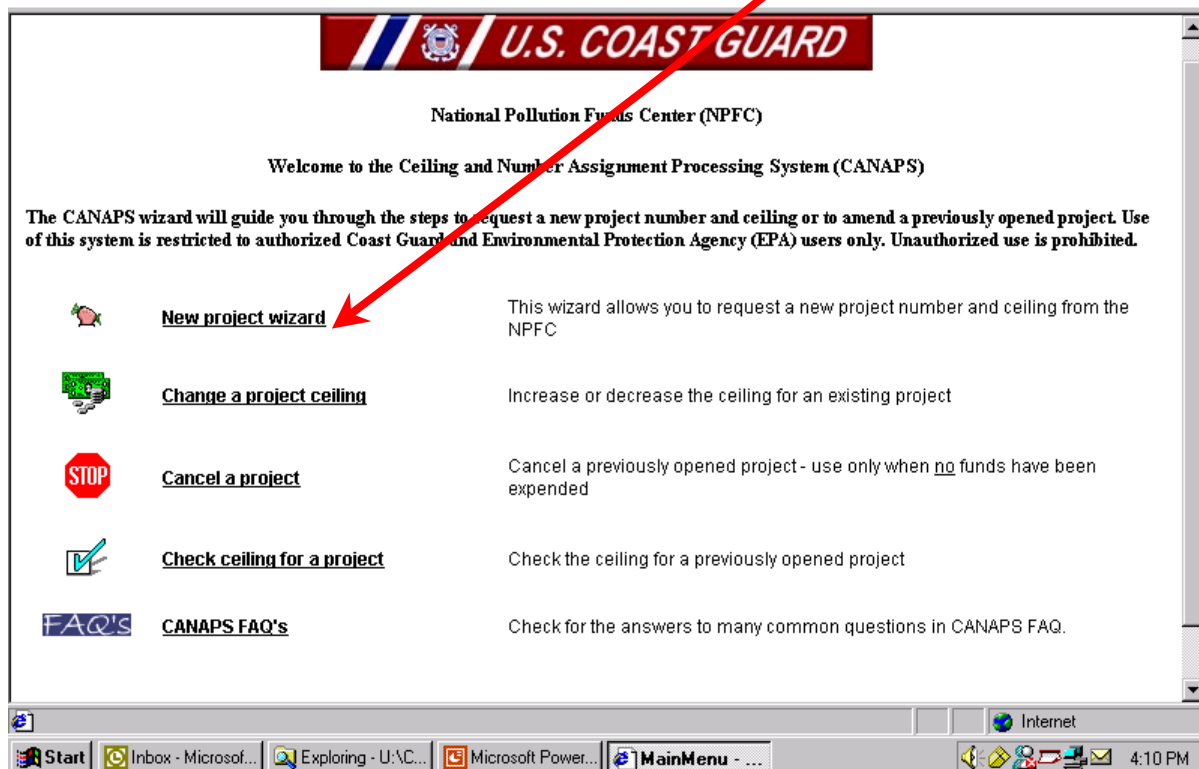 U.S. COAST GUARD
National Pollution Funds Center (NPFC)
Welcome to the Ceiling and Number Assignment Processing System (CANAPS)
The CANAPS wizard will guide you through the steps to request a new project number and ceiling or to amend a previously opened project. Use
of this system is restricted to authorized Coast Guard and Environmental Protection Agency (EPA) users only. Unauthorized use is prohibited.
New project wizard
This wizard allows you to request a new project number and ceiling from the
NPFC
Change a project ceiling
Increase or decrease the ceiling for an existing project
STOP
Cancel a project
Cancel a previously opened project - use only when no funds have been
expended
Check ceiling for a project
Check the ceiling for a previously opened project
FAQ'S
CANAPS FAQ's
Check for the answers to many common questions in CANAPS FAQ.
Internet
Start Inbox - Microsof... Exploring - U:\C... Microsoft Power... MainMenu - ... 4:10 PM